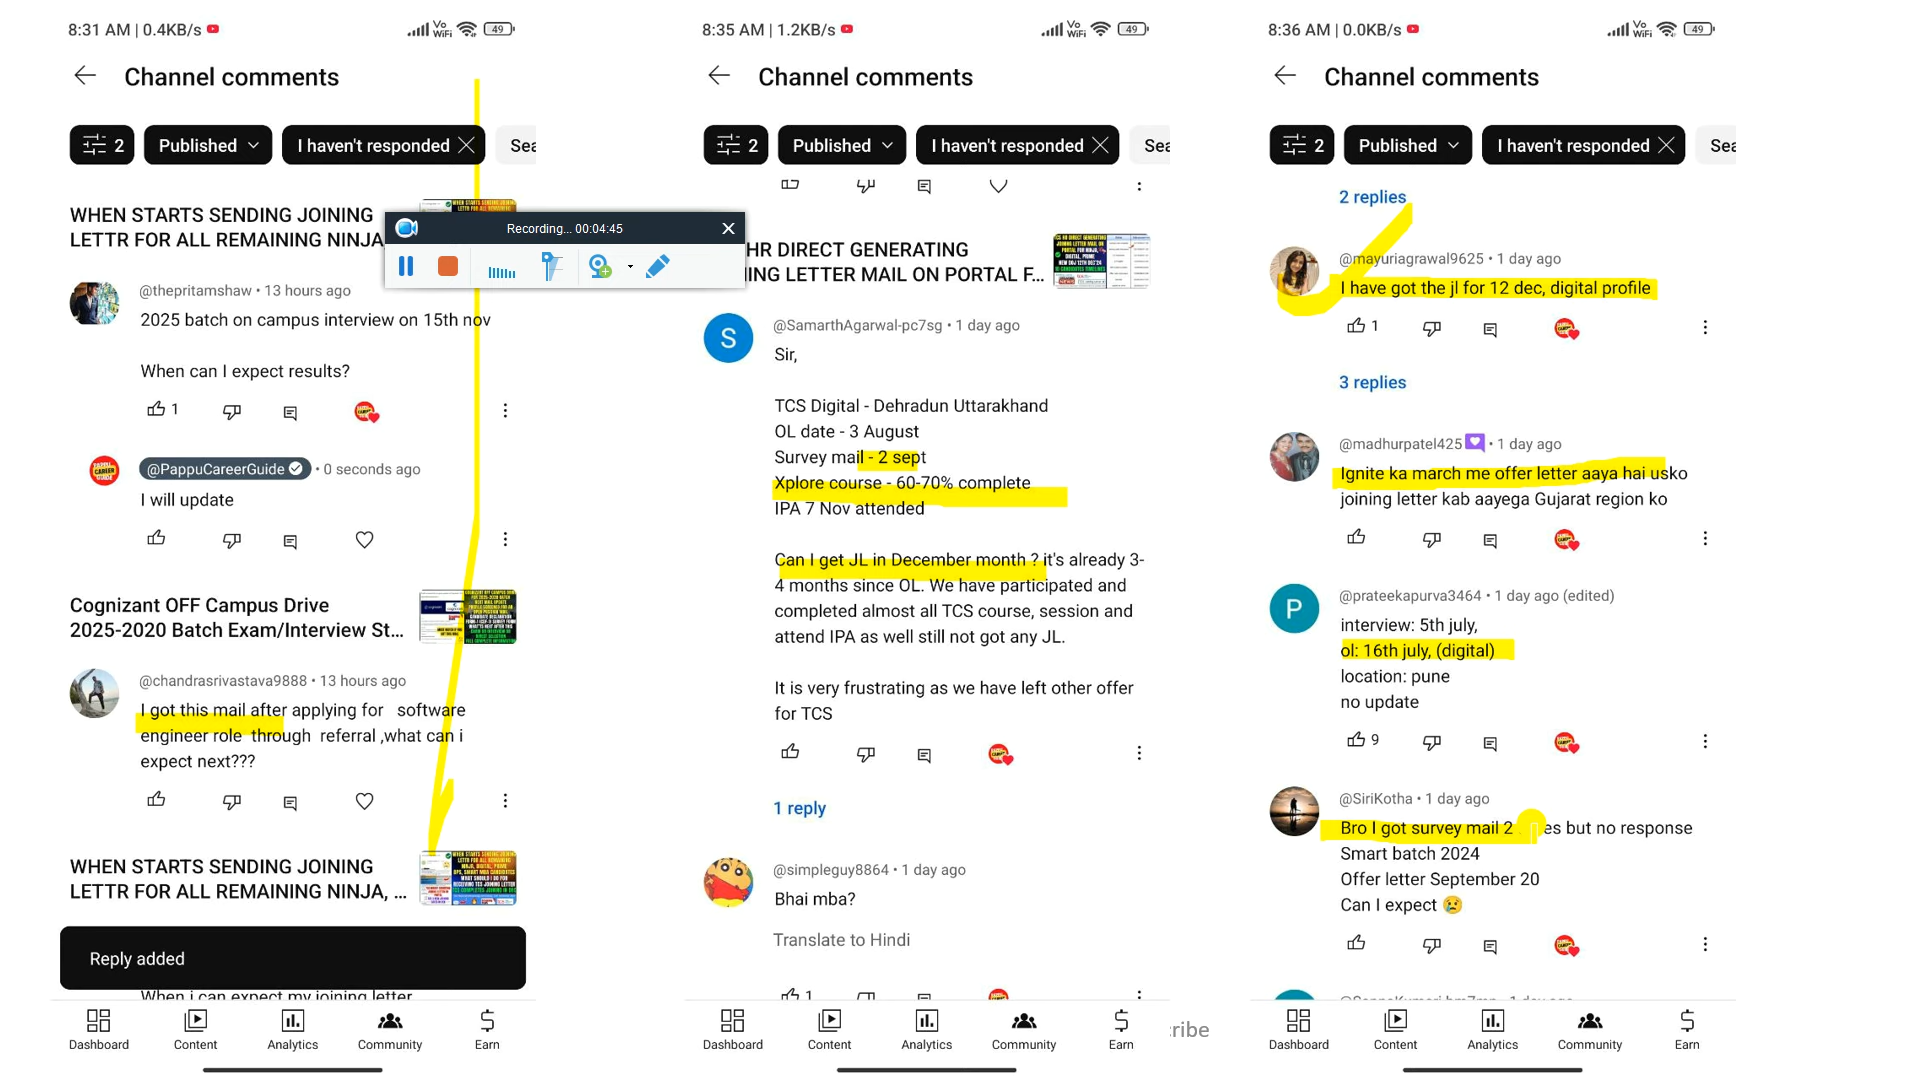 8:31 AM | 0.4KB/s
Vo
WiFi
49
Channel comments
2
Published
I haven't responded
Sea
WHEN STARTS SENDING JOINING
LETTR FOR ALL REMAINING NINJA
@thepritamshaw • 13 hours ago
2025 batch on campus interview on 15th nov
When can I expect results?
1
@PappuCareerGuide • 0 seconds ago
I will update
Cognizant OFF Campus Drive
2025-2020 Batch Exam/Interview St...
@chandrasrivastava9888 • 13 hours ago
I got this mail after applying for software
engineer role through referral ,what can i
expect next???
WHEN STARTS SENDING JOINING
LETTR FOR ALL REMAINING NINJA, ...
Reply added
When i can expect my joining letter
Dashboard
Content
Analytics
Community
Earn
Recording... 00:04:45
8:35 AM | 1.2KB/s
Vo
WiFi
49
Channel comments
2
Published
I haven't responded
Sea
HR DIRECT GENERATING
ING LETTER MAIL ON PORTAL F...
S
@SamarthAgarwal-pc7sg • 1 day ago
Sir,
TCS Digital - Dehradun Uttarakhand
OL date - 3 August
Survey mail - 2 sept
Xplore course - 60-70% complete
IPA 7 Nov attended
Can I get JL in December month ? it's already 3-
4 months since OL. We have participated and
completed almost all TCS course, session and
attend IPA as well still not got any JL.
It is very frustrating as we have left other offer
for TCS
1 reply
@simpleguy8864 • 1 day ago
Bhai mba?
Translate to Hindi
1
Dashboard
Content
Analytics
Community
Earn
cribe
8:36 AM | 0.0KB/s
Vo
WiFi
49
Channel comments
2
Published
I haven't responded
Sea
2 replies
@mayuriagrawal9625 • 1 day ago
I have got the jl for 12 dec, digital profile
1
3 replies
@madhurpatel425 • 1 day ago
Ignite ka march me offer letter aaya hai usko
joining letter kab aayega Gujarat region ko
P
@prateekapurva3464 • 1 day ago (edited)
interview: 5th july,
ol: 16th july, (digital)
location: pune
no update
9
@SiriKotha • 1 day ago
Bro I got survey mail 2 es but no response
Smart batch 2024
Offer letter September 20
Can I expect 😢
Dashboard
Content
Analytics
Community
Earn